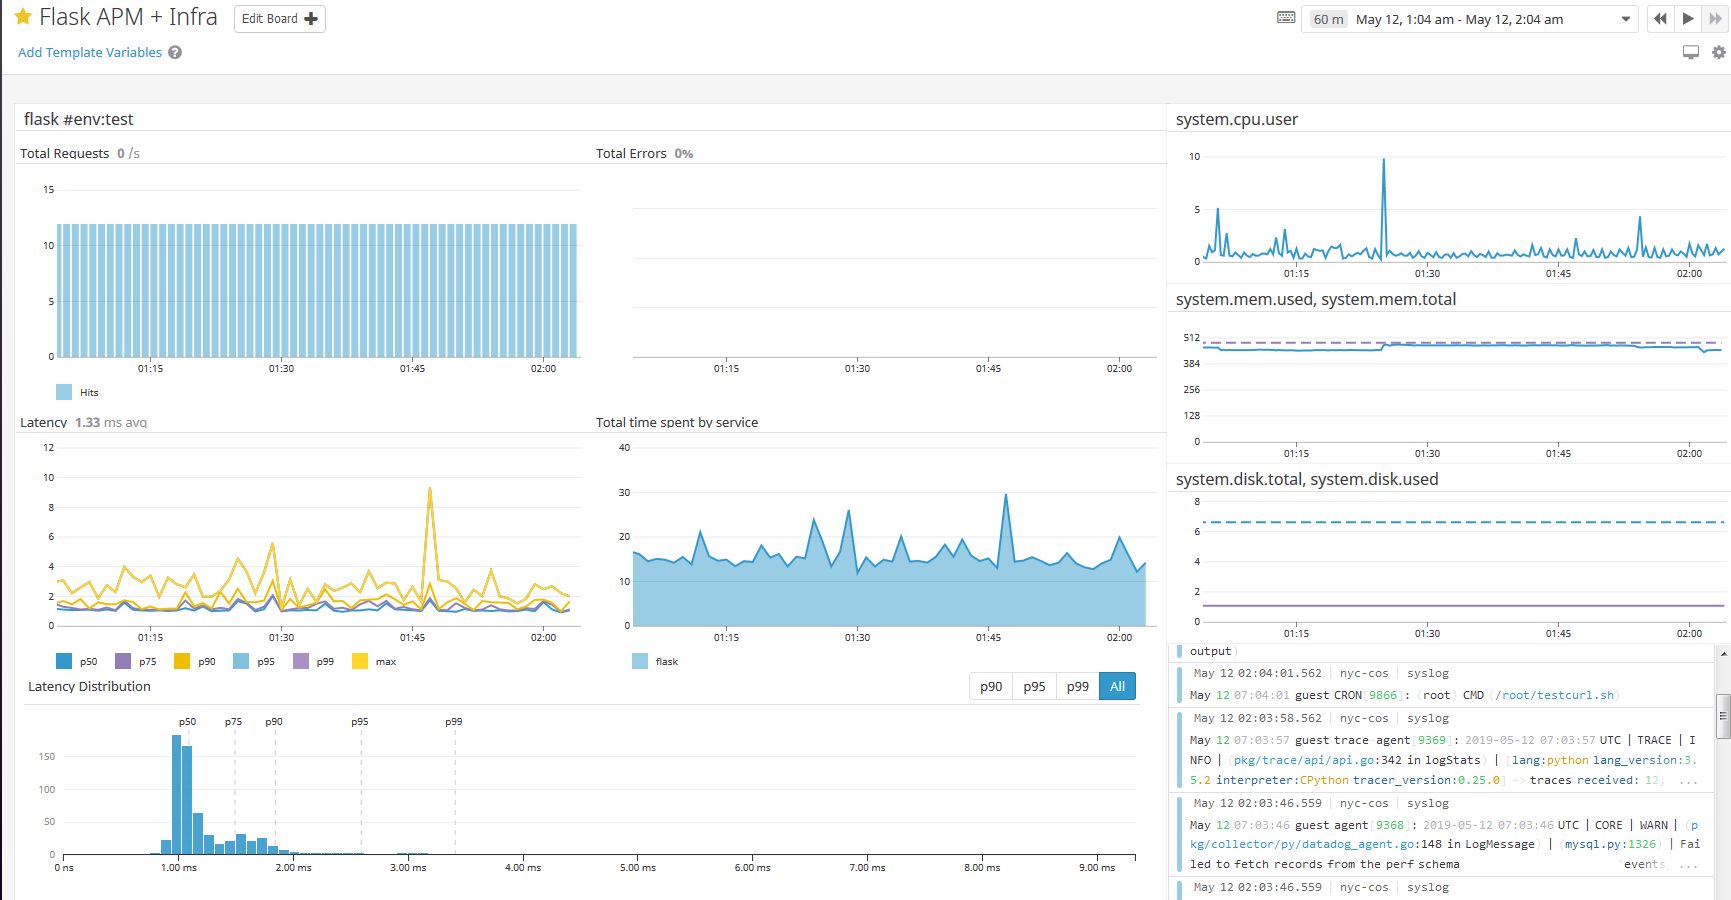 Flask APM + Infra
Edit Board
60 m May 12, 1:04 am - May 12, 2:04 am
Add Template Variables ?
flask #env:test
Total Requests 0 /s
15
10
5
0
01:15 01:30 01:45 02:00
Hits
Total Errors 0%
01:15 01:30 01:45 02:00
Latency 1.33 ms avg
12
10
8
6
4
2
0
01:15 01:30 01:45 02:00
p50 p75 p90 p95 p99 max
Total time spent by service
40
30
20
10
0
01:15 01:30 01:45 02:00
flask
Latency Distribution
p90 p95 p99 All
p50 p75 p90 p95 p99
150
100
50
0
0 ns 1.00 ms 2.00 ms 3.00 ms 4.00 ms 5.00 ms 6.00 ms 7.00 ms 8.00 ms 9.00 ms
system.cpu.user
10
5
0
01:15 01:30 01:45 02:00
system.mem.used, system.mem.total
512
384
256
128
0
01:15 01:30 01:45 02:00
system.disk.total, system.disk.used
8
6
4
2
0
01:15 01:30 01:45 02:00
output)
May 12 02:04:01.562 | nyc-cos | syslog
May 12 07:04:01 guest CRON[9866]: (root) CMD (/root/testcurl.sh)
May 12 02:03:58.562 | nyc-cos | syslog
May 12 07:03:57 guest trace-agent[9369]: 2019-05-12 07:03:57 UTC | TRACE | I
NFO | (pkg/trace/api/api.go:342 in logStats) | [lang:python lang_version:3.
5.2 interpreter:CPython tracer_version:0.25.0] -> traces received: 12, ...
May 12 02:03:46.559 | nyc-cos | syslog
May 12 07:03:46 guest agent[9368]: 2019-05-12 07:03:46 UTC | CORE | WARN | (p
kg/collector/py/datadog_agent.go:148 in LogMessage) | (mysql.py:1326) | Fai
led to fetch records from the perf schema 'events_ ...
May 12 02:03:46.559 | nyc-cos | syslog